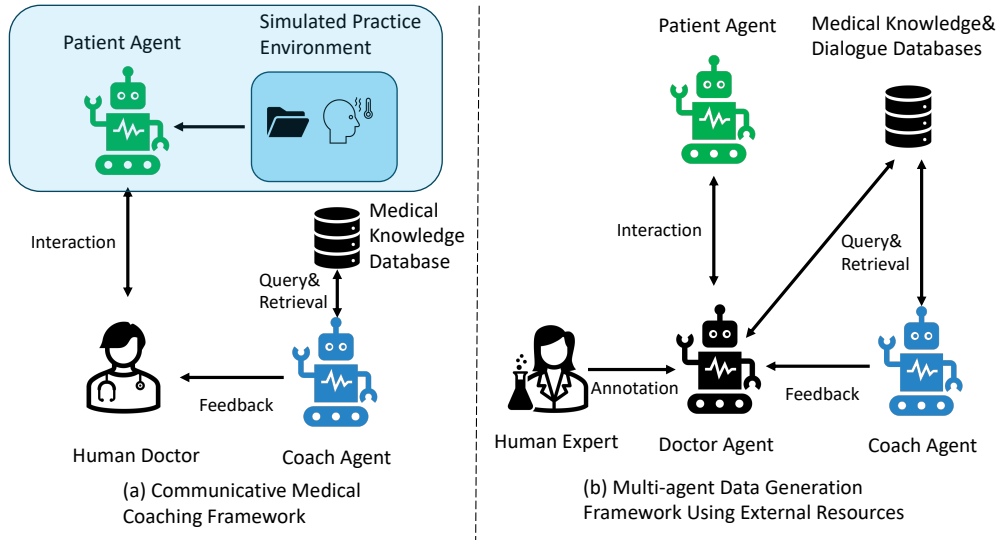 Simulated Practice
Environment
Patient Agent
Interaction
Medical
Knowledge
Database
Query&
Retrieval
Feedback
Human Doctor
Coach Agent
(a) Communicative Medical
Coaching Framework
Patient Agent
Medical Knowledge&
Dialogue Databases
Interaction
Query&
Retrieval
Annotation
Feedback
Human Expert
Doctor Agent
Coach Agent
(b) Multi-agent Data Generation
Framework Using External Resources